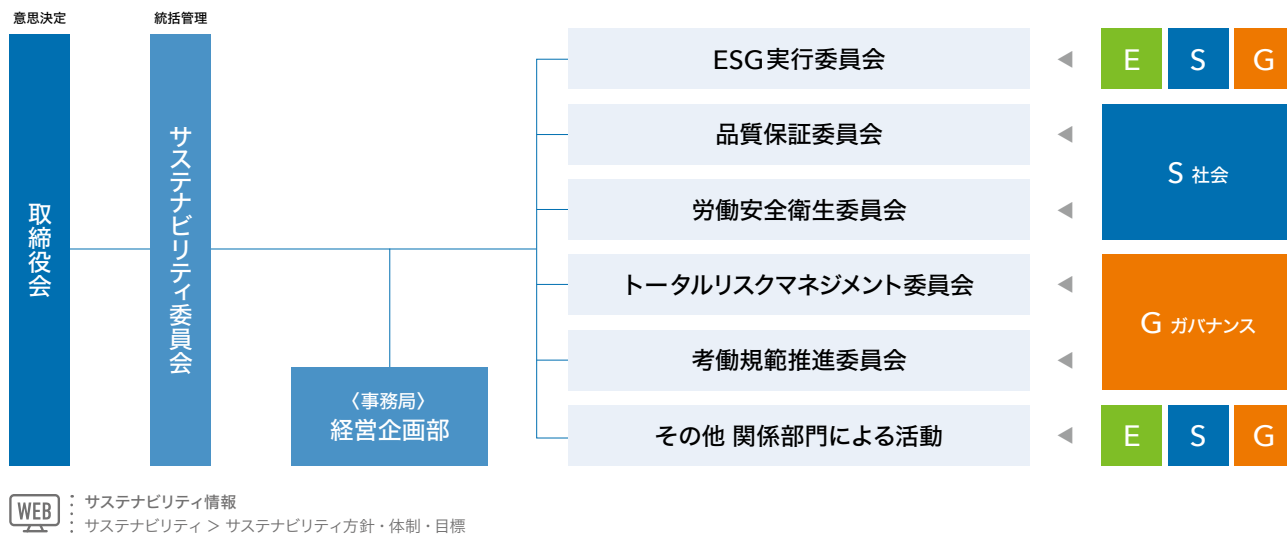 意思決定
統括管理
取締役会
サステナビリティ委員会
〈事務局〉
経営企画部
ESG実行委員会
E S G
品質保証委員会
労働安全衛生委員会
S 社会
トータルリスクマネジメント委員会
考働規範推進委員会
G ガバナンス
その他 関係部門による活動
E S G
WEB
サステナビリティ情報
サステナビリティ > サステナビリティ方針・体制・目標